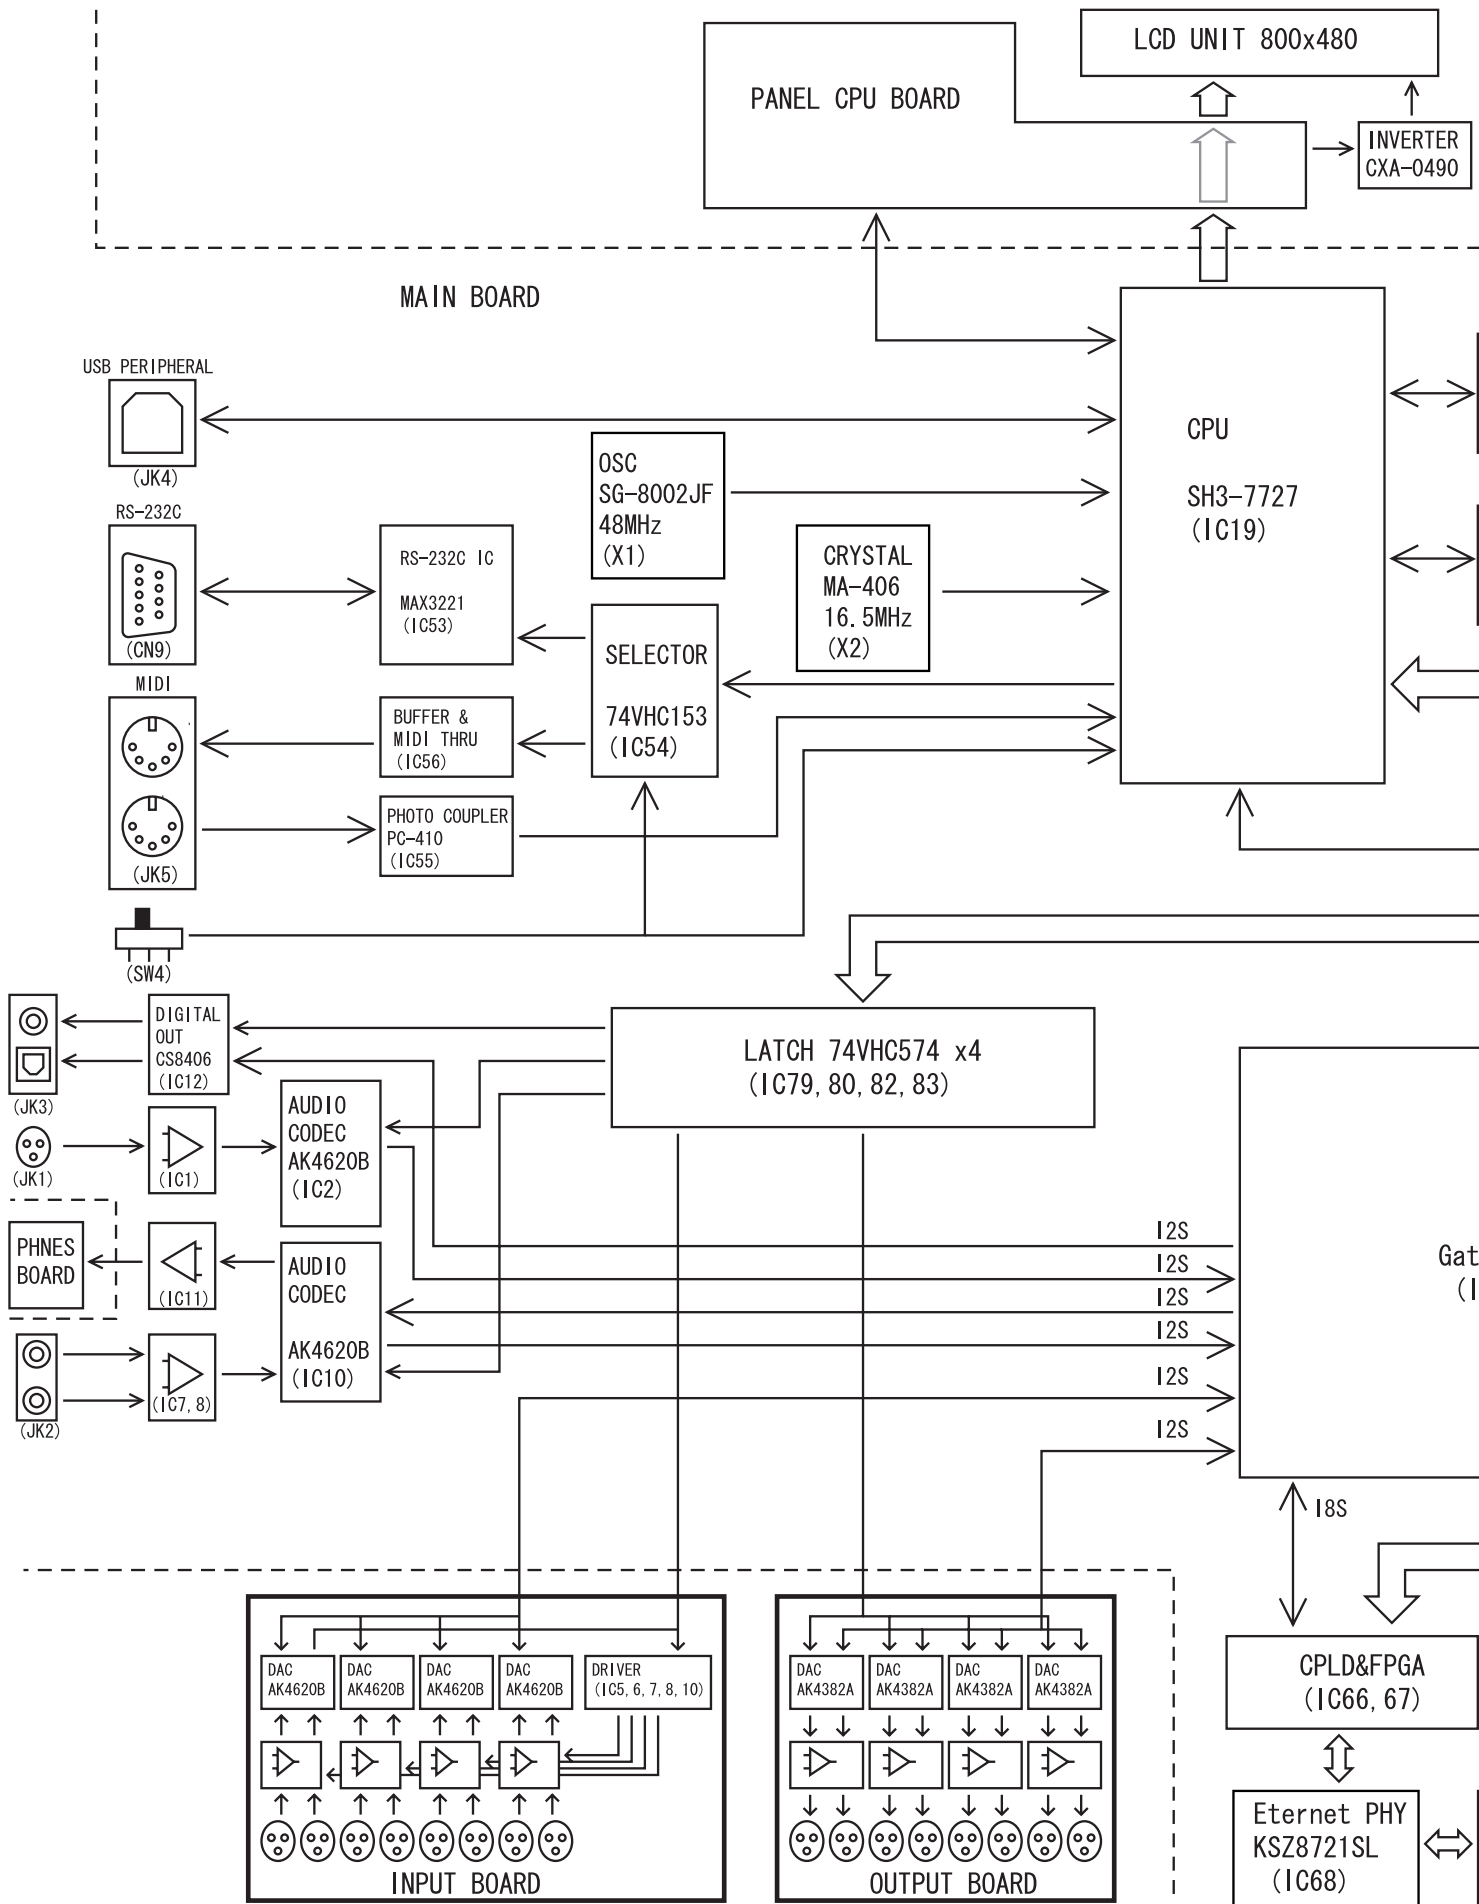 LCD UNIT 800x480
PANEL CPU BOARD
INVERTER
CXA-0490
MAIN BOARD
USB PERIPHERAL
(JK4)
RS-232C
(CN9)
MIDI
(JK5)
(SW4)
RS-232C IC
MAX3221
(IC53)
BUFFER &
MIDI THRU
(IC56)
PHOTO COUPLER
PC-410
(IC55)
OSC
SG-8002JF
48MHz
(X1)
SELECTOR
74VHC153
(IC54)
CRYSTAL
MA-406
16.5MHz
(X2)
CPU
SH3-7727
(IC19)
LATCH 74VHC574 x4
(IC79, 80, 82, 83)
(JK3)
DIGITAL
OUT
CS8406
(IC12)
(JK1)
(IC1)
AUDIO
CODEC
AK4620B
(IC2)
PHNES
BOARD
(IC11)
AUDIO
CODEC
AK4620B
(IC10)
(JK2)
(IC7, 8)
I2S
I2S
I2S
I2S
I2S
I2S
Gat
(I
I8S
DAC
AK4620B
DAC
AK4620B
DAC
AK4620B
DAC
AK4620B
DRIVER
(IC5, 6, 7, 8, 10)
INPUT BOARD
DAC
AK4382A
DAC
AK4382A
DAC
AK4382A
DAC
AK4382A
OUTPUT BOARD
CPLD&FPGA
(IC66, 67)
Eternet PHY
KSZ8721SL
(IC68)